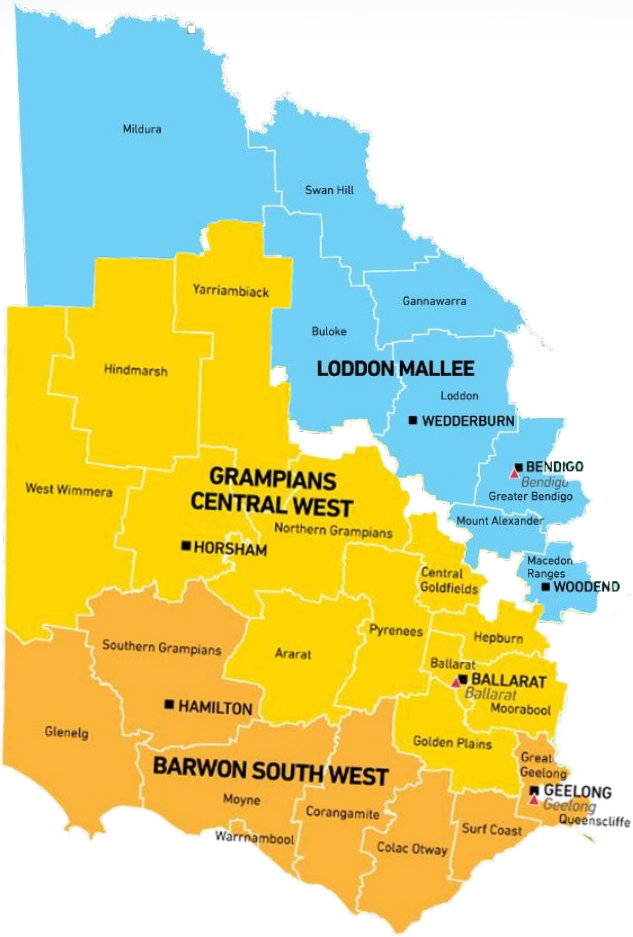 Mildura
Swan Hill
Yarriambiack
Gannawarra
Buloke
Hindmarsh
LODDON MALLEE
Loddon
WEDDERBURN
BENDIGO
Bendigo
Greater Bendigo
GRAMPIANS
CENTRAL WEST
West Wimmera
Northern Grampians
Mount Alexander
HORSHAM
Macedon
Ranges
WOODEND
Central
Goldfields
Pyrenees
Hepburn
Southern Grampians
Ararat
Ballarat
BALLARAT
Ballarat
Moorabool
HAMILTON
Glenelg
Golden Plains
BARWON SOUTH WEST
Great
Geelong
GEELONG
Geelong
Queenscliffe
Moyne
Corangamite
Surf Coast
Warrnambool
Colac Otway